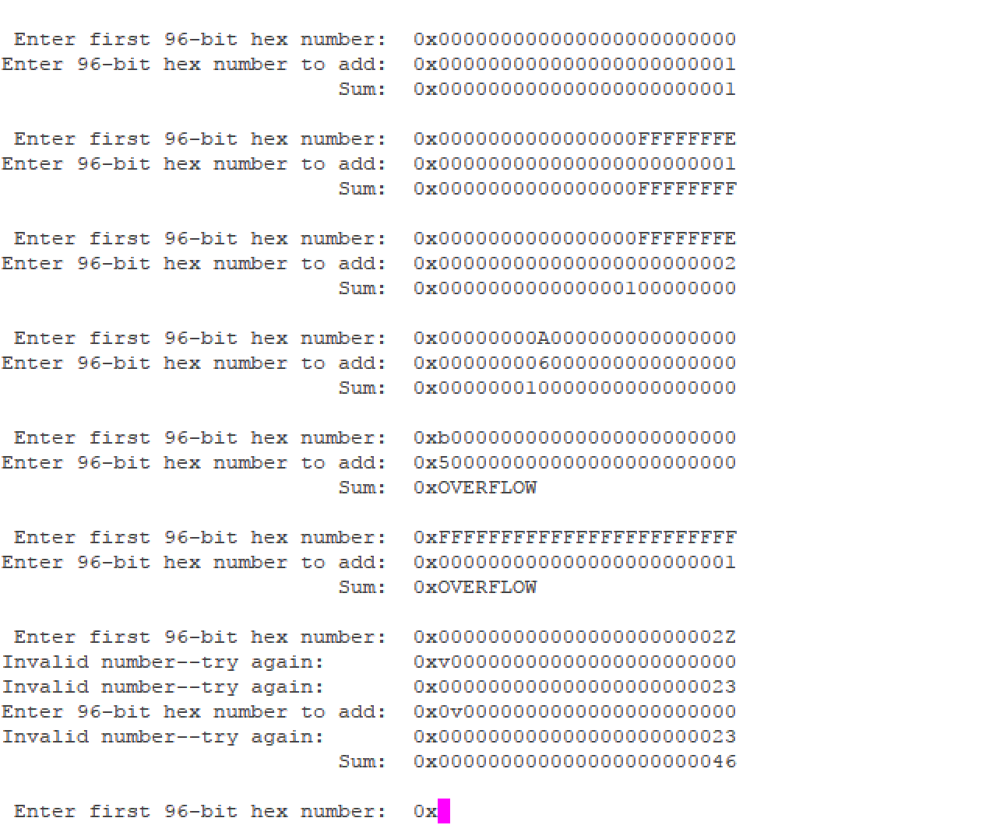 Enter first 96-bit hex number: 0x000000000000000000000000
Enter 96-bit hex number to add: 0x000000000000000000000001
Sum: 0x000000000000000000000001
Enter first 96-bit hex number: 0x0000000000000000FFFFFFFE
Enter 96-bit hex number to add: 0x000000000000000000000001
Sum: 0x0000000000000000FFFFFFFF
Enter first 96-bit hex number: 0x0000000000000000FFFFFFFE
Enter 96-bit hex number to add: 0x000000000000000000000002
Sum: 0x000000000000000100000000
Enter first 96-bit hex number: 0x00000000A000000000000000
Enter 96-bit hex number to add: 0x000000006000000000000000
Sum: 0x000000010000000000000000
Enter first 96-bit hex number: 0xb00000000000000000000000
Enter 96-bit hex number to add: 0x500000000000000000000000
Sum: 0xOVERFLOW
Enter first 96-bit hex number: 0xFFFFFFFFFFFFFFFFFFFFFFFF
Enter 96-bit hex number to add: 0x000000000000000000000001
Sum: 0xOVERFLOW
Enter first 96-bit hex number: 0x00000000000000000000002Z
Invalid number--try again: 0xv00000000000000000000000
Invalid number--try again: 0x000000000000000000000023
Enter 96-bit hex number to add: 0x0v0000000000000000000000
Invalid number--try again: 0x000000000000000000000023
Sum: 0x000000000000000000000046
Enter first 96-bit hex number: 0x